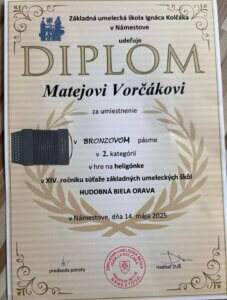 Základná umelecká škola Ignáca Kolčáka
v Námestove
udeľuje
DIPLOM
Matejovi Vorčákovi
za umiestnenie
v BRONZOVOM pásme
v 2. kategórii
v hre na heligónke
v XIV. ročníku súťaže základných umeleckých škôl
HUDOBNÁ BIELA ORAVA
v Námestove, dňa 14. mája 2025
predseda poroty
riaditeľ ZUŠ